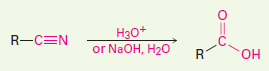 O
R–C≡N H₃O⁺ C
or NaOH, H₂O R OH